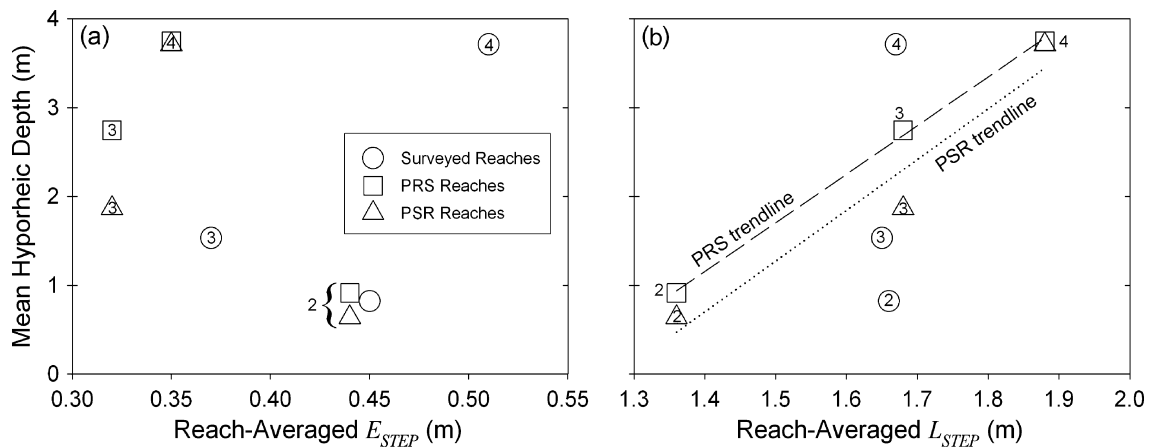 Mean Hyporheic Depth (m)
4
3
2
1
0
(a)
4
4
3
3
3
2 {
Surveyed Reaches
PRS Reaches
PSR Reaches
0.30 0.35 0.40 0.45 0.50 0.55
Reach-Averaged E_STEP (m)
(b)
4
4
3
3
3
2
2
2
PRS trendline
PSR trendline
1.3 1.4 1.5 1.6 1.7 1.8 1.9 2.0
Reach-Averaged L_STEP (m)